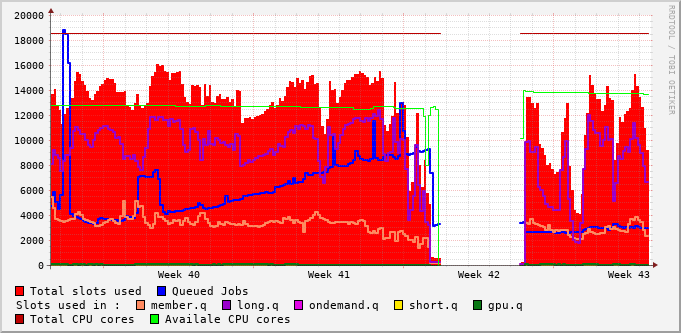 20000
18000
16000
14000
12000
10000
8000
6000
4000
2000
0
Week 40 Week 41 Week 42 Week 43
Total slots used Queued Jobs
Slots used in : member.q long.q ondemand.q short.q gpu.q
Total CPU cores Availale CPU cores
RRDTOOL / TOBI OETIKER